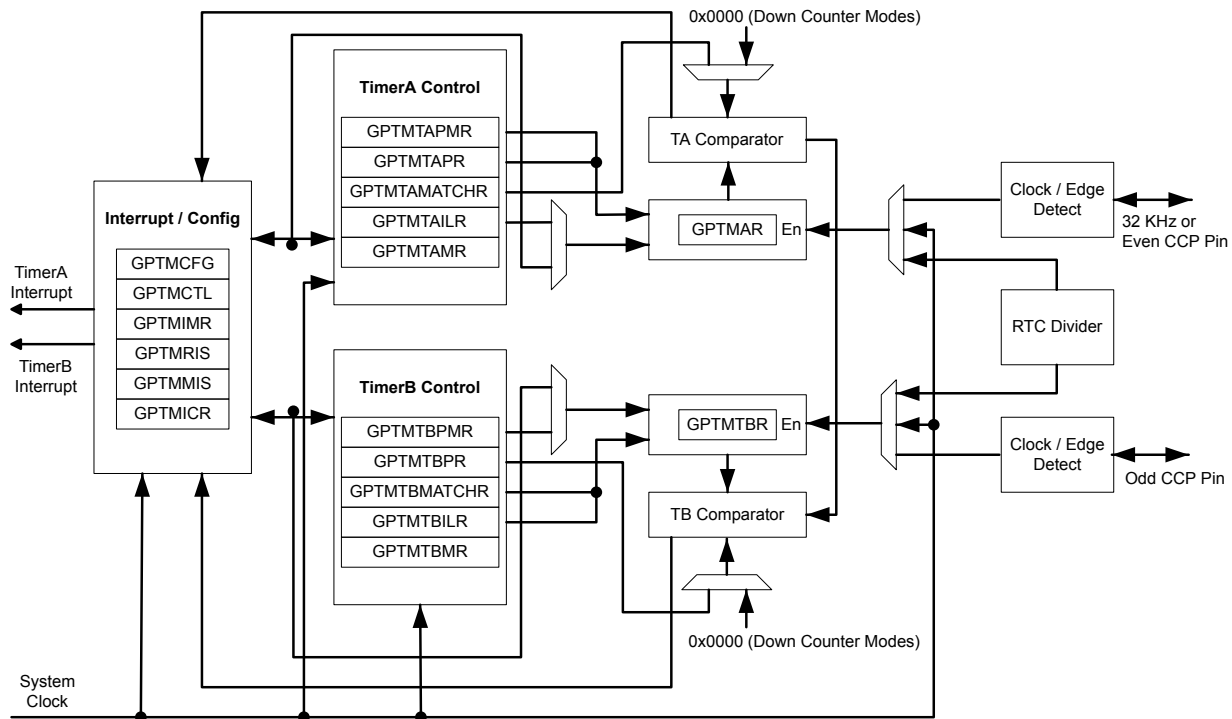 0x0000 (Down Counter Modes)
TimerA Control
GPTMTAPMR
GPTMTAPR
GPTMTAMATCHR
GPTMTAILR
GPTMTAMR
TA Comparator
GPTMAR
En
Clock / Edge
Detect
32 KHz or
Even CCP Pin
Interrupt / Config
GPTMCFG
GPTMCTL
GPTMIMR
GPTMRIS
GPTMMIS
GPTMICR
TimerA
Interrupt
TimerB
Interrupt
RTC Divider
TimerB Control
GPTMTBPMR
GPTMTBPR
GPTMTBMATCHR
GPTMTBILR
GPTMTBMR
GPTMTBR
En
TB Comparator
Clock / Edge
Detect
Odd CCP Pin
0x0000 (Down Counter Modes)
System
Clock